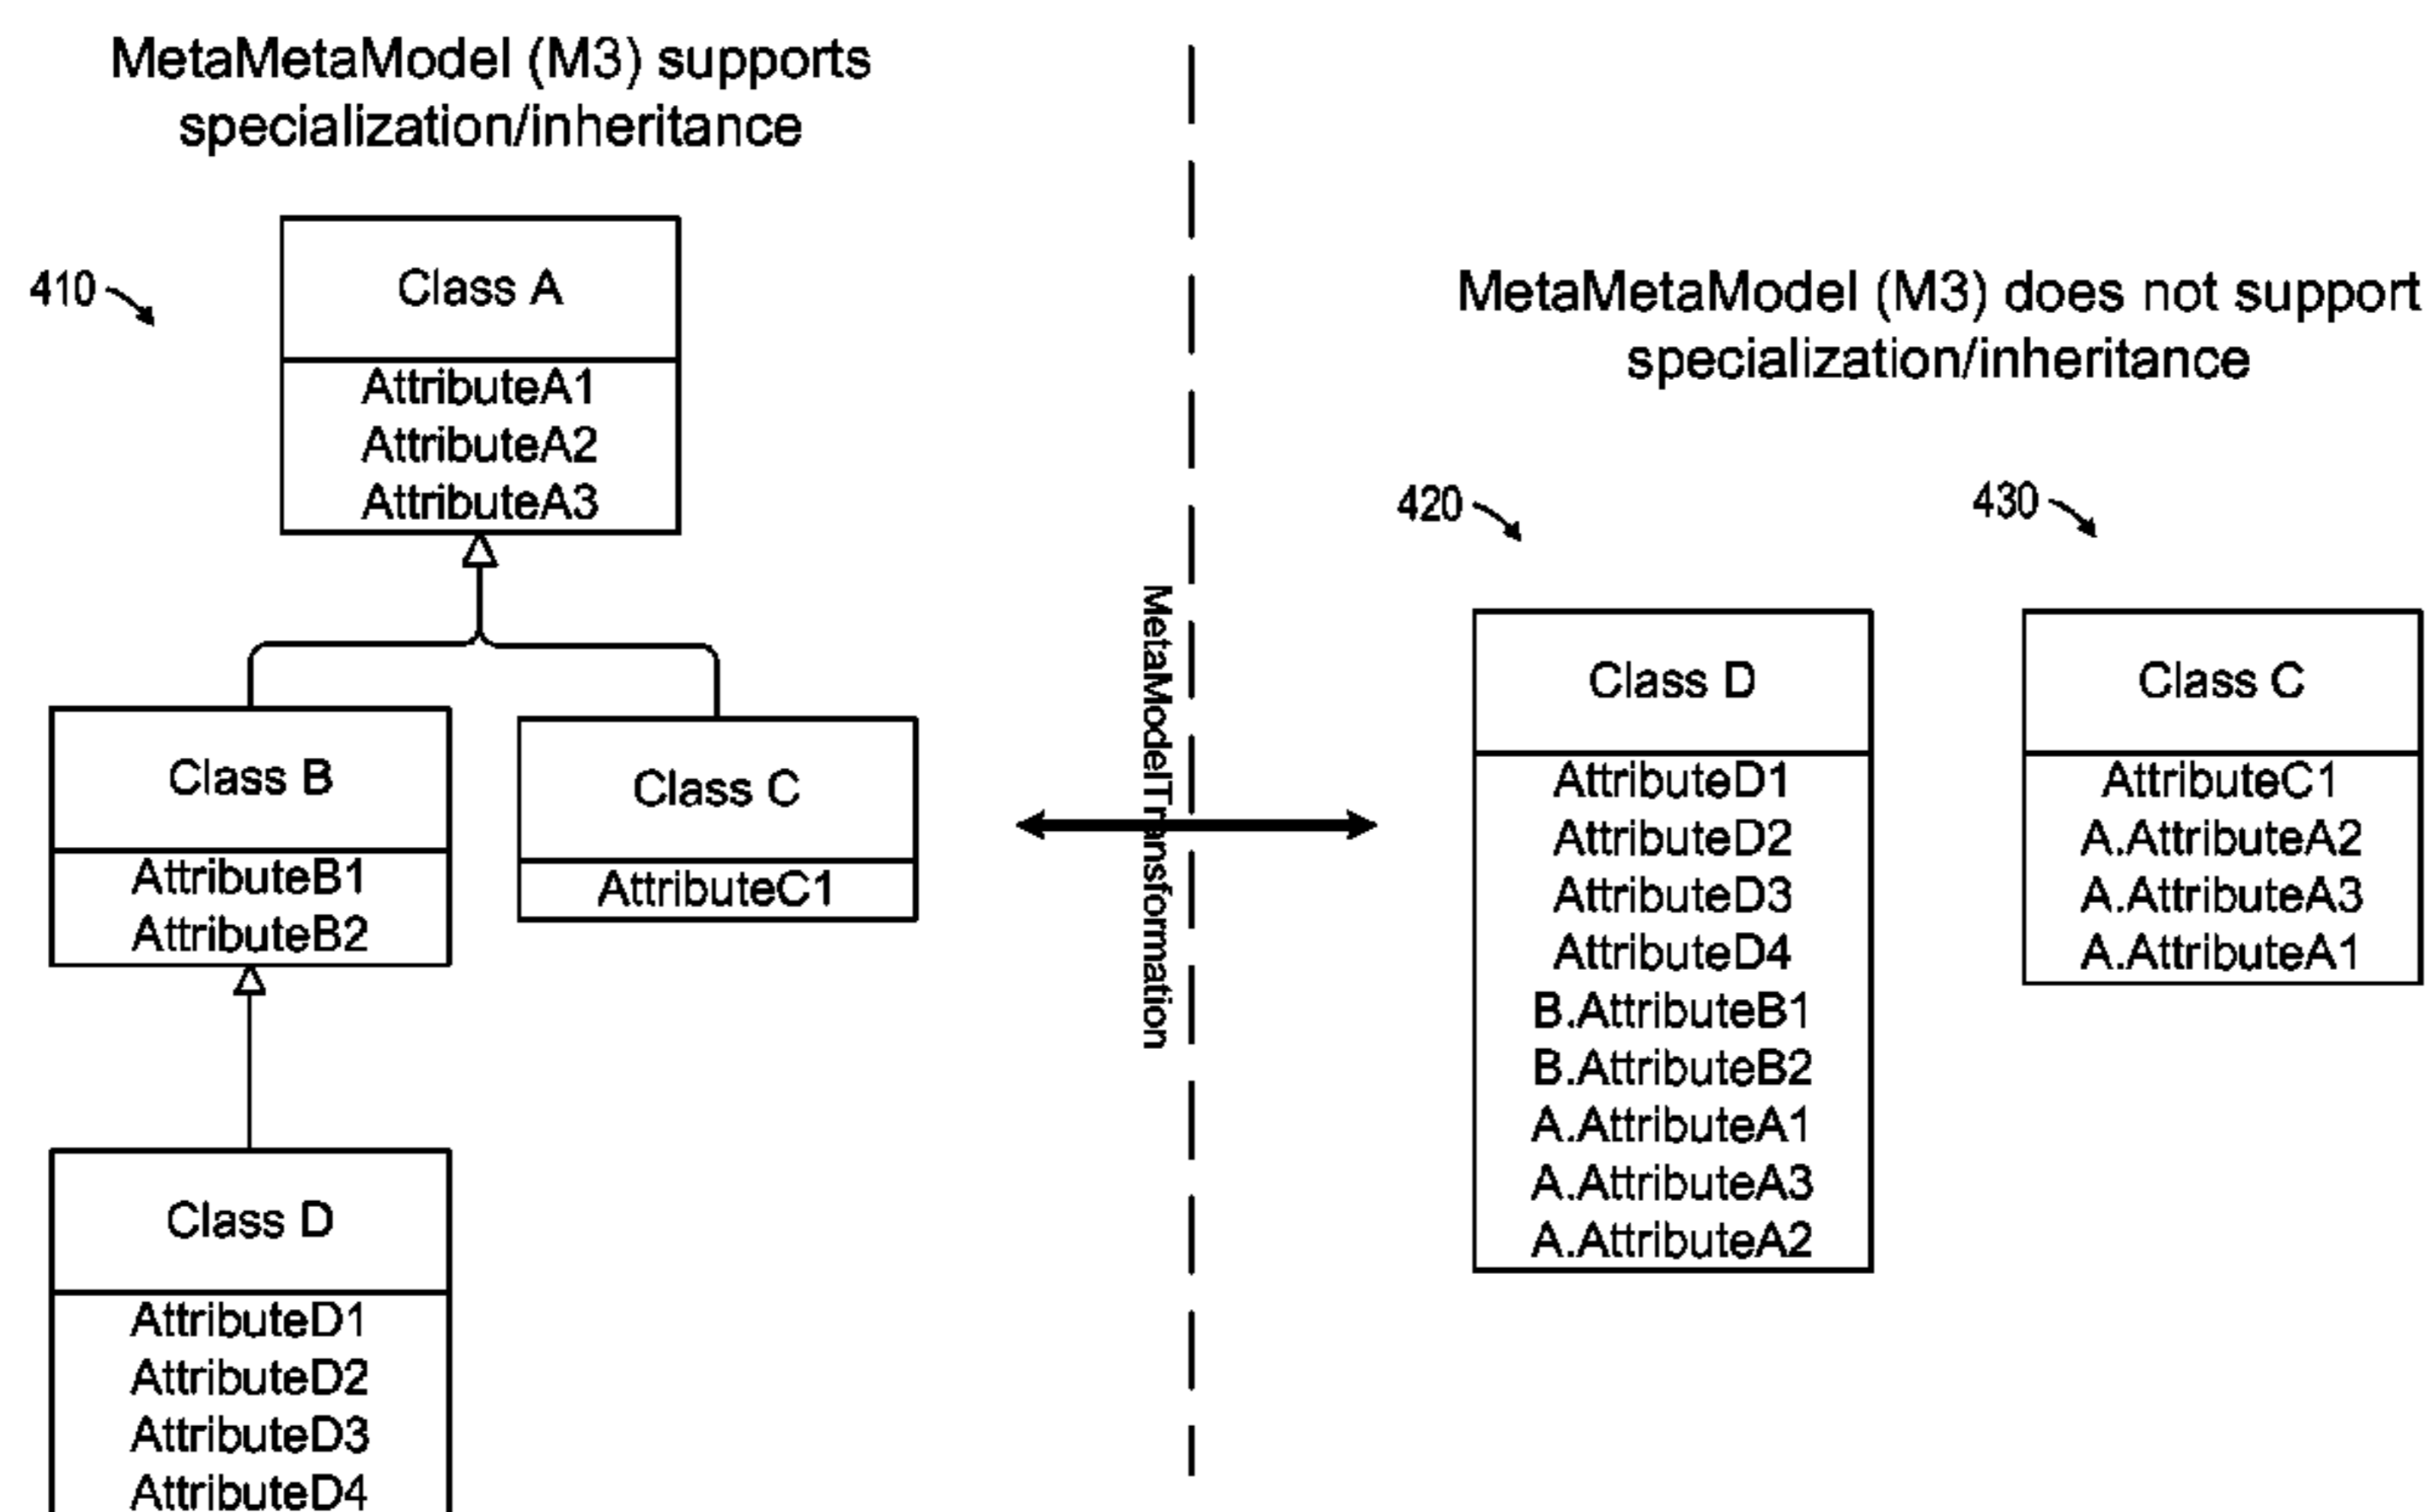 MetaMetaModel (M3) supports
specialization/inheritance
410
Class A
AttributeA1
AttributeA2
AttributeA3
Class B
AttributeB1
AttributeB2
Class C
AttributeC1
Class D
AttributeD1
AttributeD2
AttributeD3
AttributeD4
MetaModelTransformation
MetaMetaModel (M3) does not support
specialization/inheritance
420
Class D
AttributeD1
AttributeD2
AttributeD3
AttributeD4
B.AttributeB1
B.AttributeB2
A.AttributeA1
A.AttributeA3
A.AttributeA2
430
Class C
AttributeC1
A.AttributeA2
A.AttributeA3
A.AttributeA1